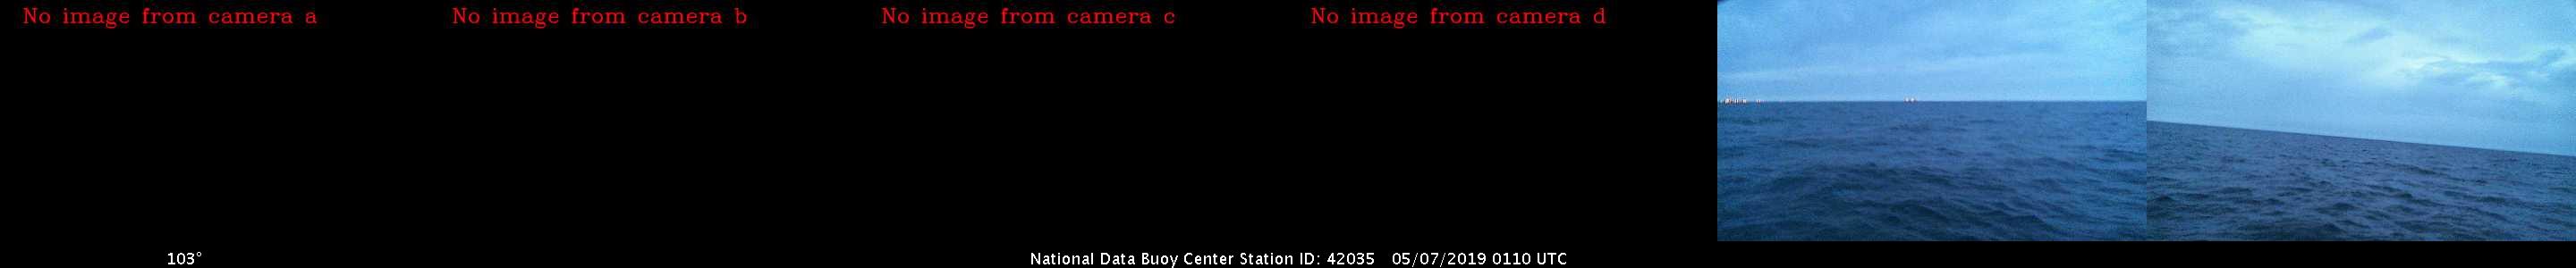 No image from camera a
No image from camera b
No image from camera c
No image from camera d
103°
National Data Buoy Center Station ID: 42035 05/07/2019 0110 UTC